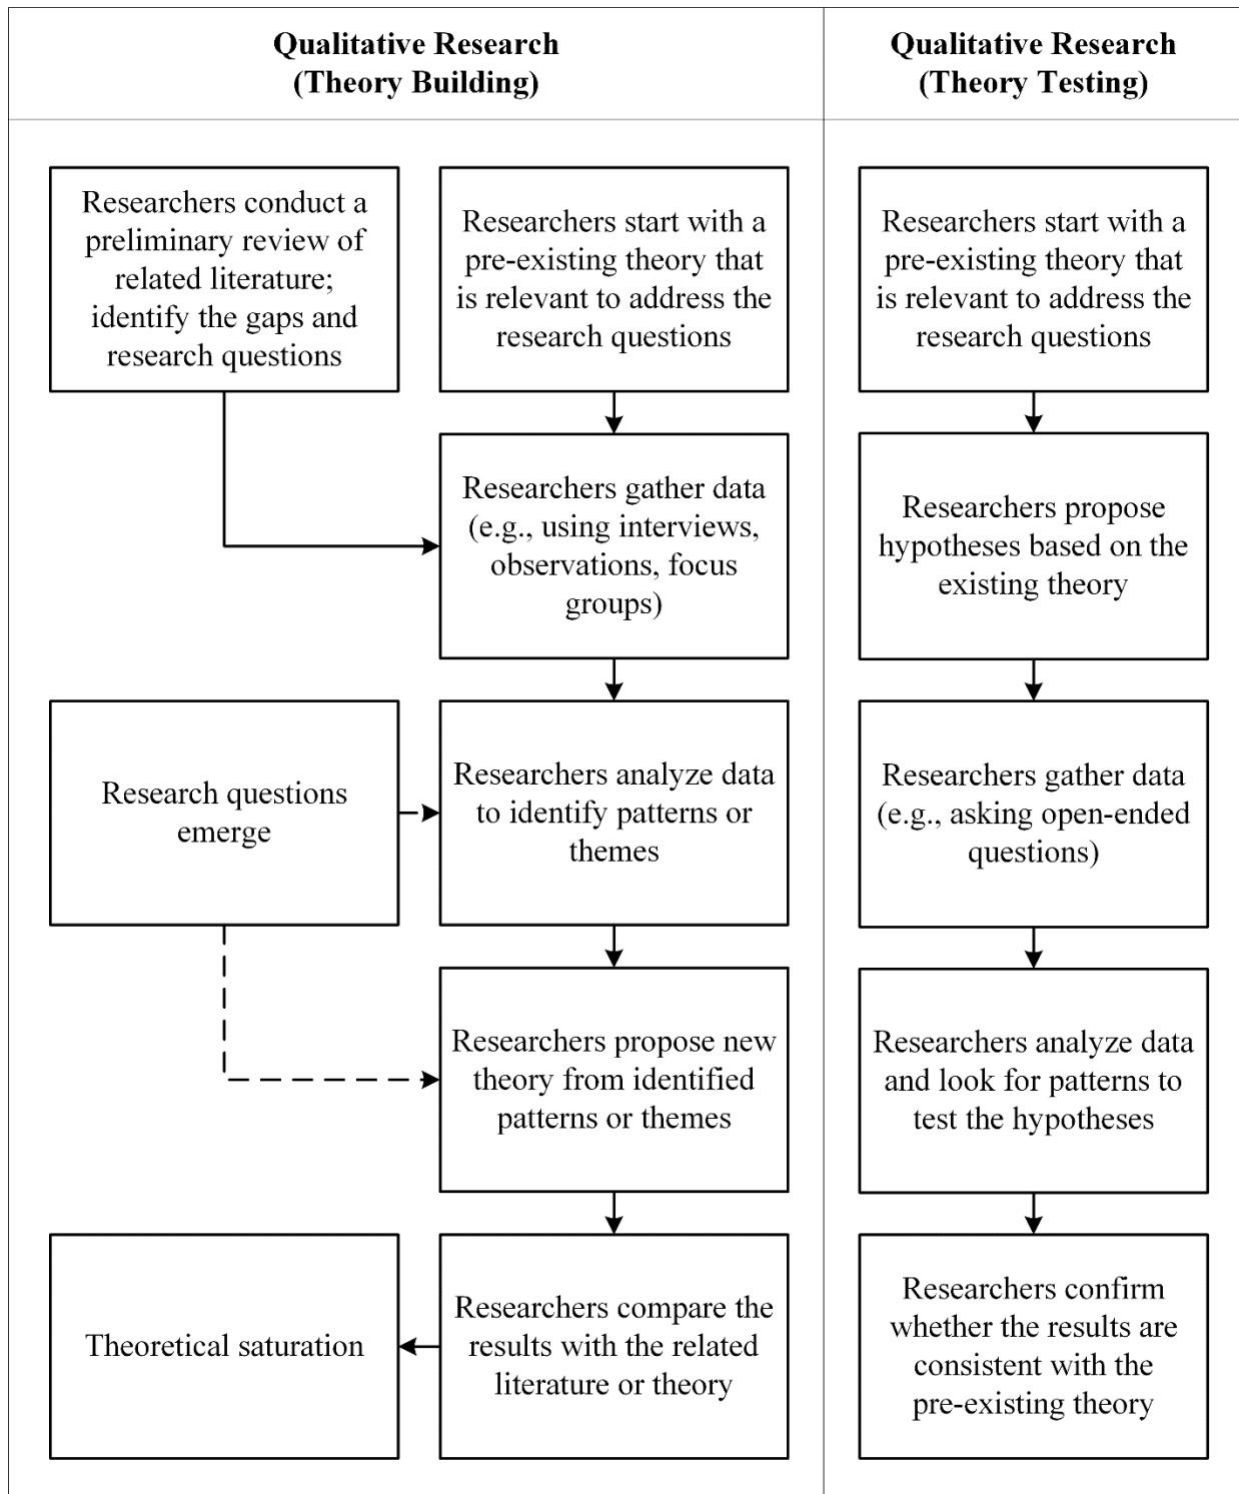 Qualitative Research
(Theory Building)
Qualitative Research
(Theory Testing)
Researchers conduct a
preliminary review of
related literature;
identify the gaps and
research questions
Researchers start with a
pre-existing theory that
is relevant to address the
research questions
Researchers start with a
pre-existing theory that
is relevant to address the
research questions
Researchers gather data
(e.g., using interviews,
observations, focus
groups)
Researchers propose
hypotheses based on the
existing theory
Research questions
emerge
Researchers analyze data
to identify patterns or
themes
Researchers gather data
(e.g., asking open-ended
questions)
Researchers propose new
theory from identified
patterns or themes
Researchers analyze data
and look for patterns to
test the hypotheses
Theoretical saturation
Researchers compare the
results with the related
literature or theory
Researchers confirm
whether the results are
consistent with the
pre-existing theory